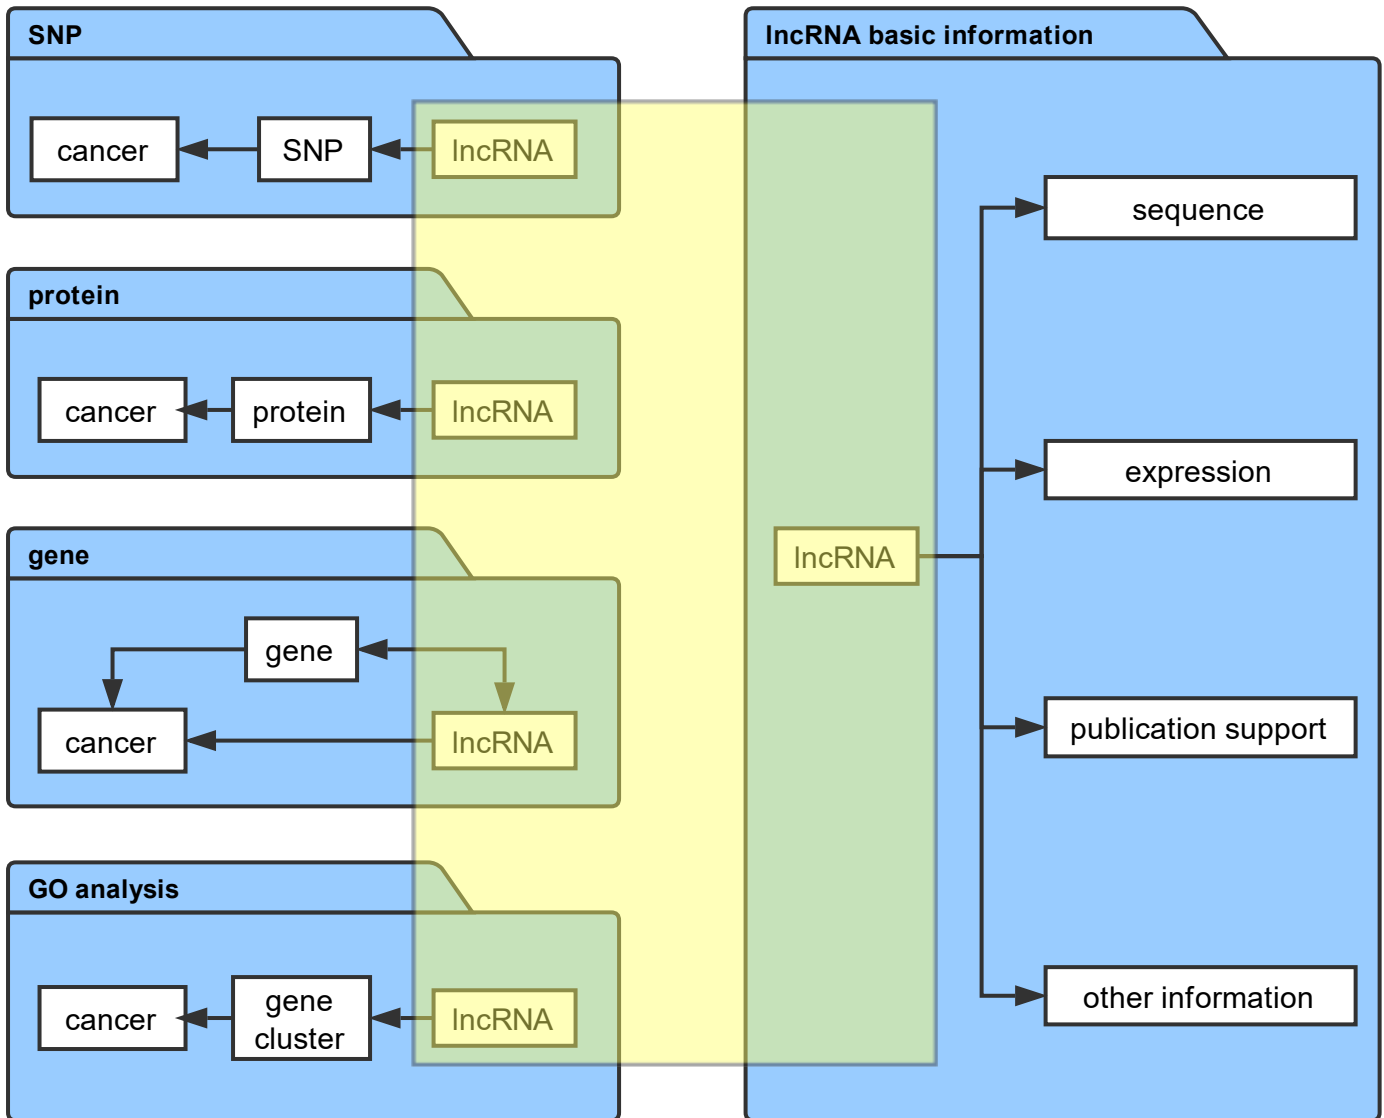 SNP
cancer
SNP
lncRNA
protein
cancer
protein
lncRNA
gene
gene
cancer
lncRNA
GO analysis
cancer
gene
cluster
lncRNA
lncRNA basic information
lncRNA
sequence
expression
publication support
other information